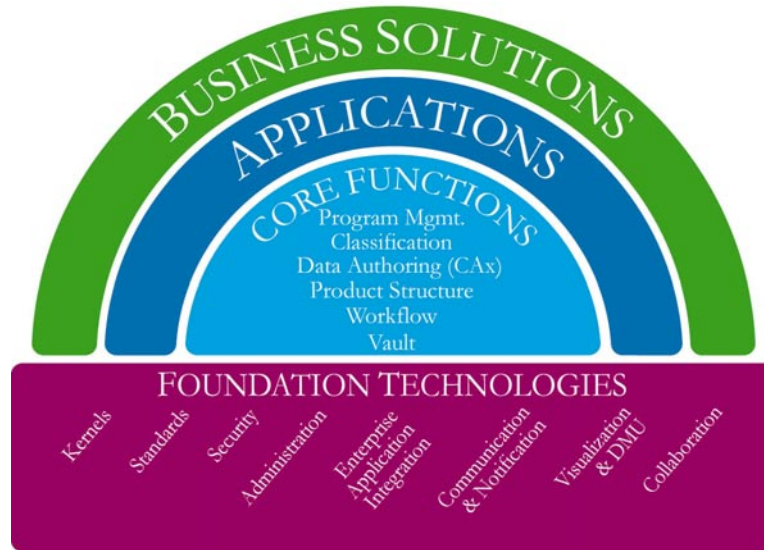 BUSINESS SOLUTIONS
APPLICATIONS
CORE FUNCTIONS
Program Mgmt.
Classification
Data Authoring (CAx)
Product Structure
Workflow
Vault
FOUNDATION TECHNOLOGIES
Kernels
Standards
Security
Administration
Enterprise
Application
Integration
Communication
& Notification
Visualization
& DMU
Collaboration